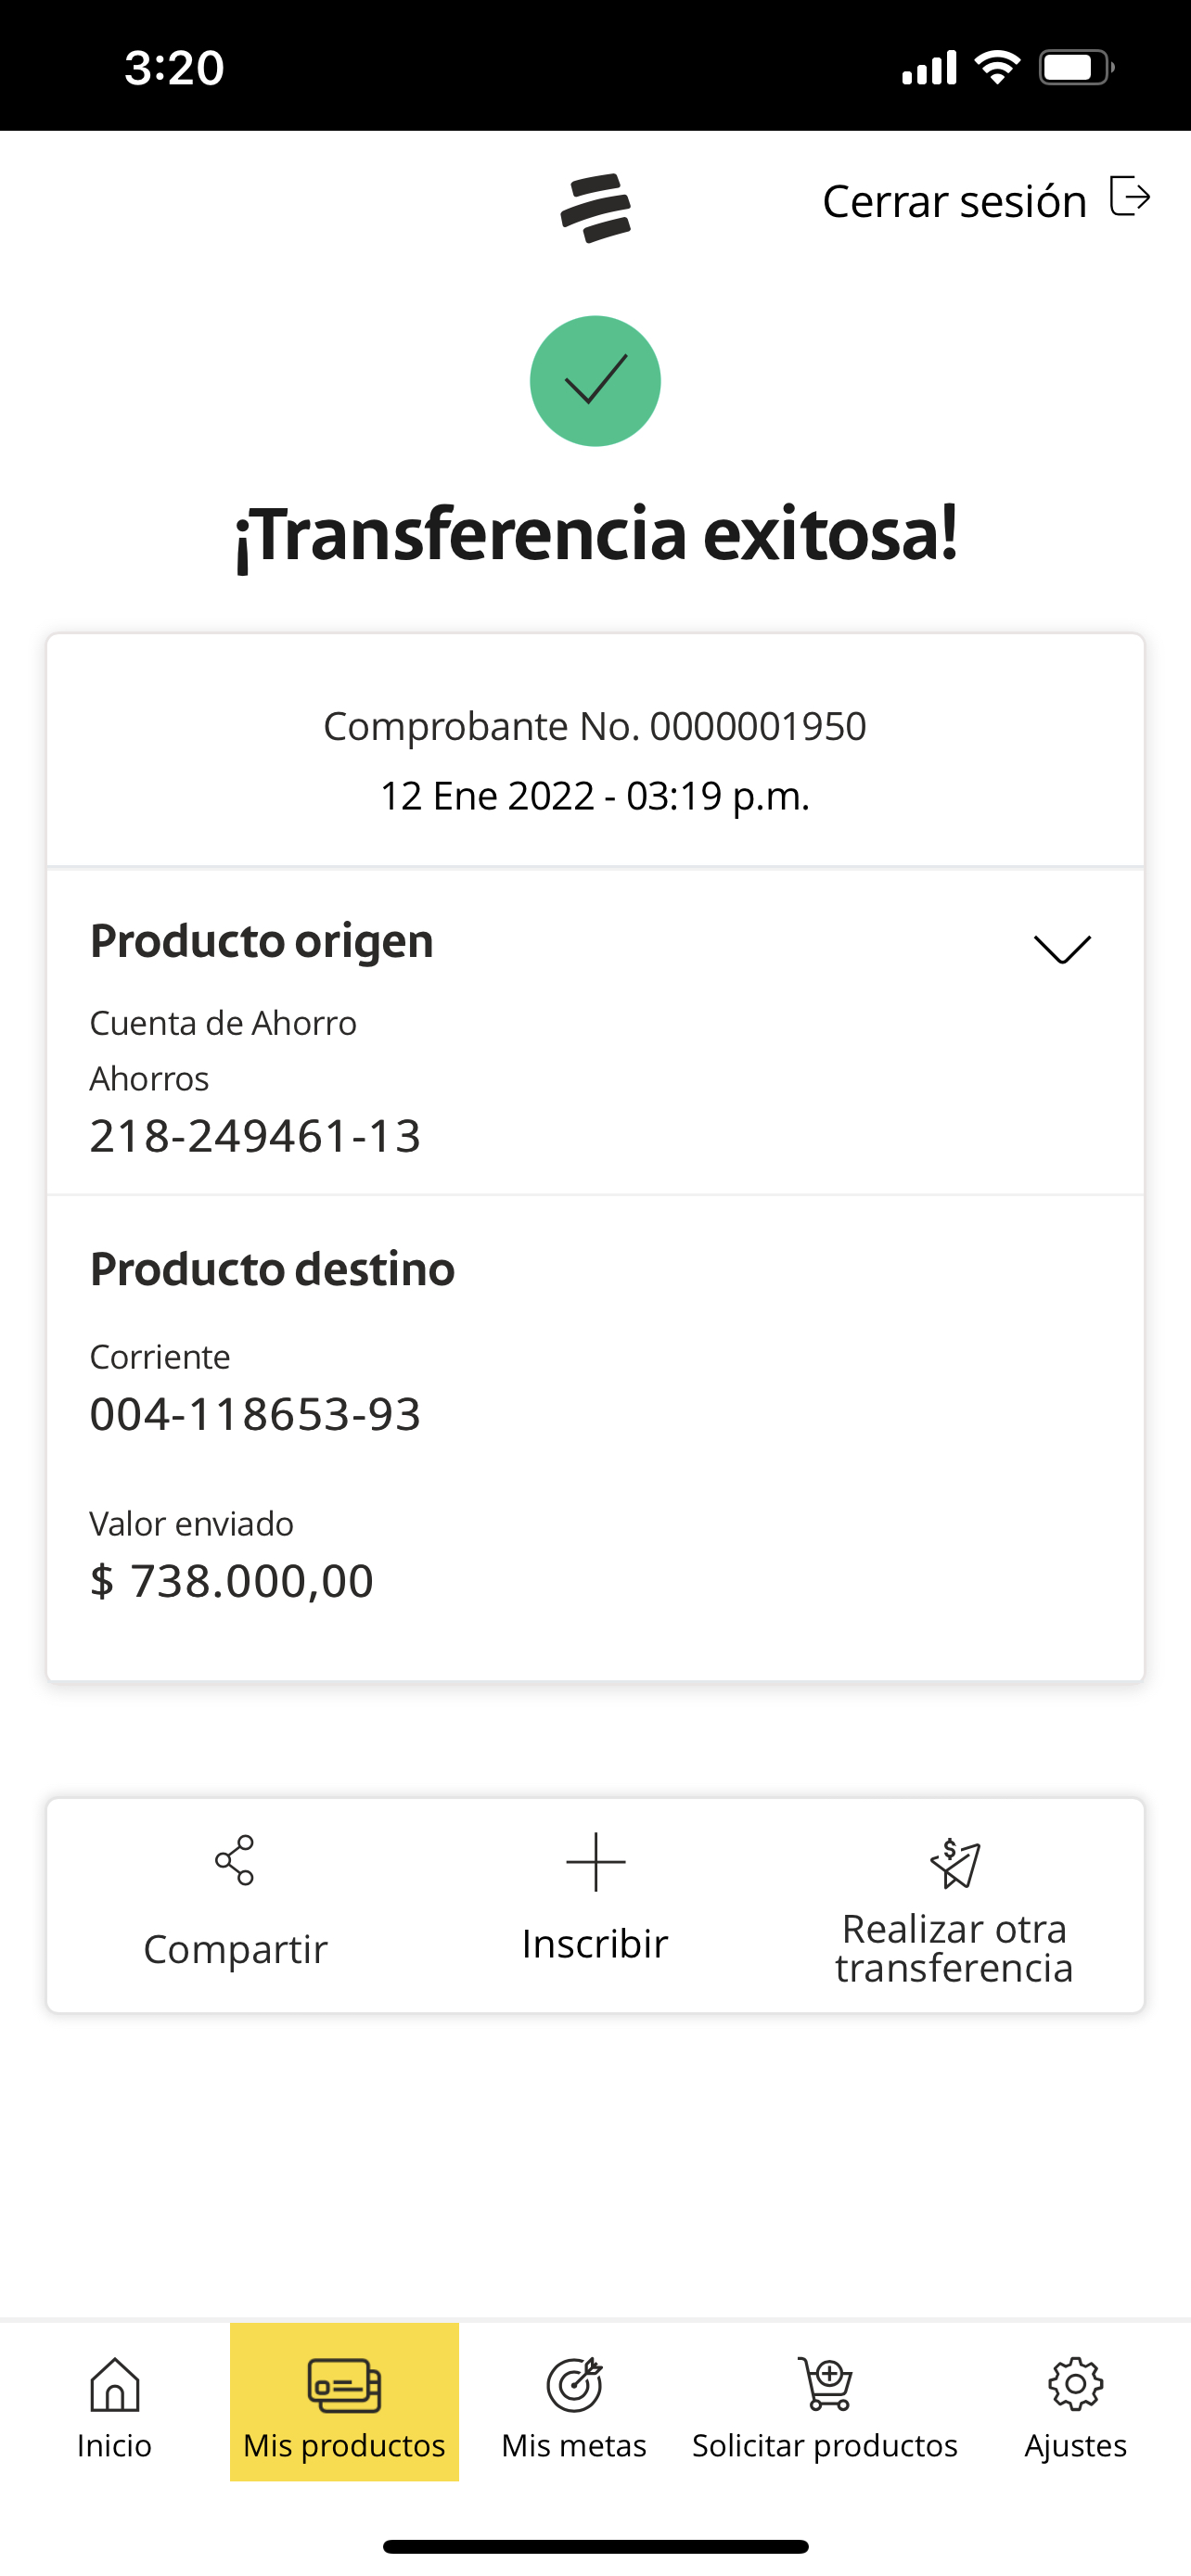 3:20
Cerrar sesión
¡Transferencia exitosa!
Comprobante No. 0000001950
12 Ene 2022 - 03:19 p.m.
Producto origen
Cuenta de Ahorro
Ahorros
218-249461-13
Producto destino
Corriente
004-118653-93
Valor enviado
$ 738.000,00
Compartir
Inscribir
Realizar otra
transferencia
Inicio
Mis productos
Mis metas
Solicitar productos
Ajustes